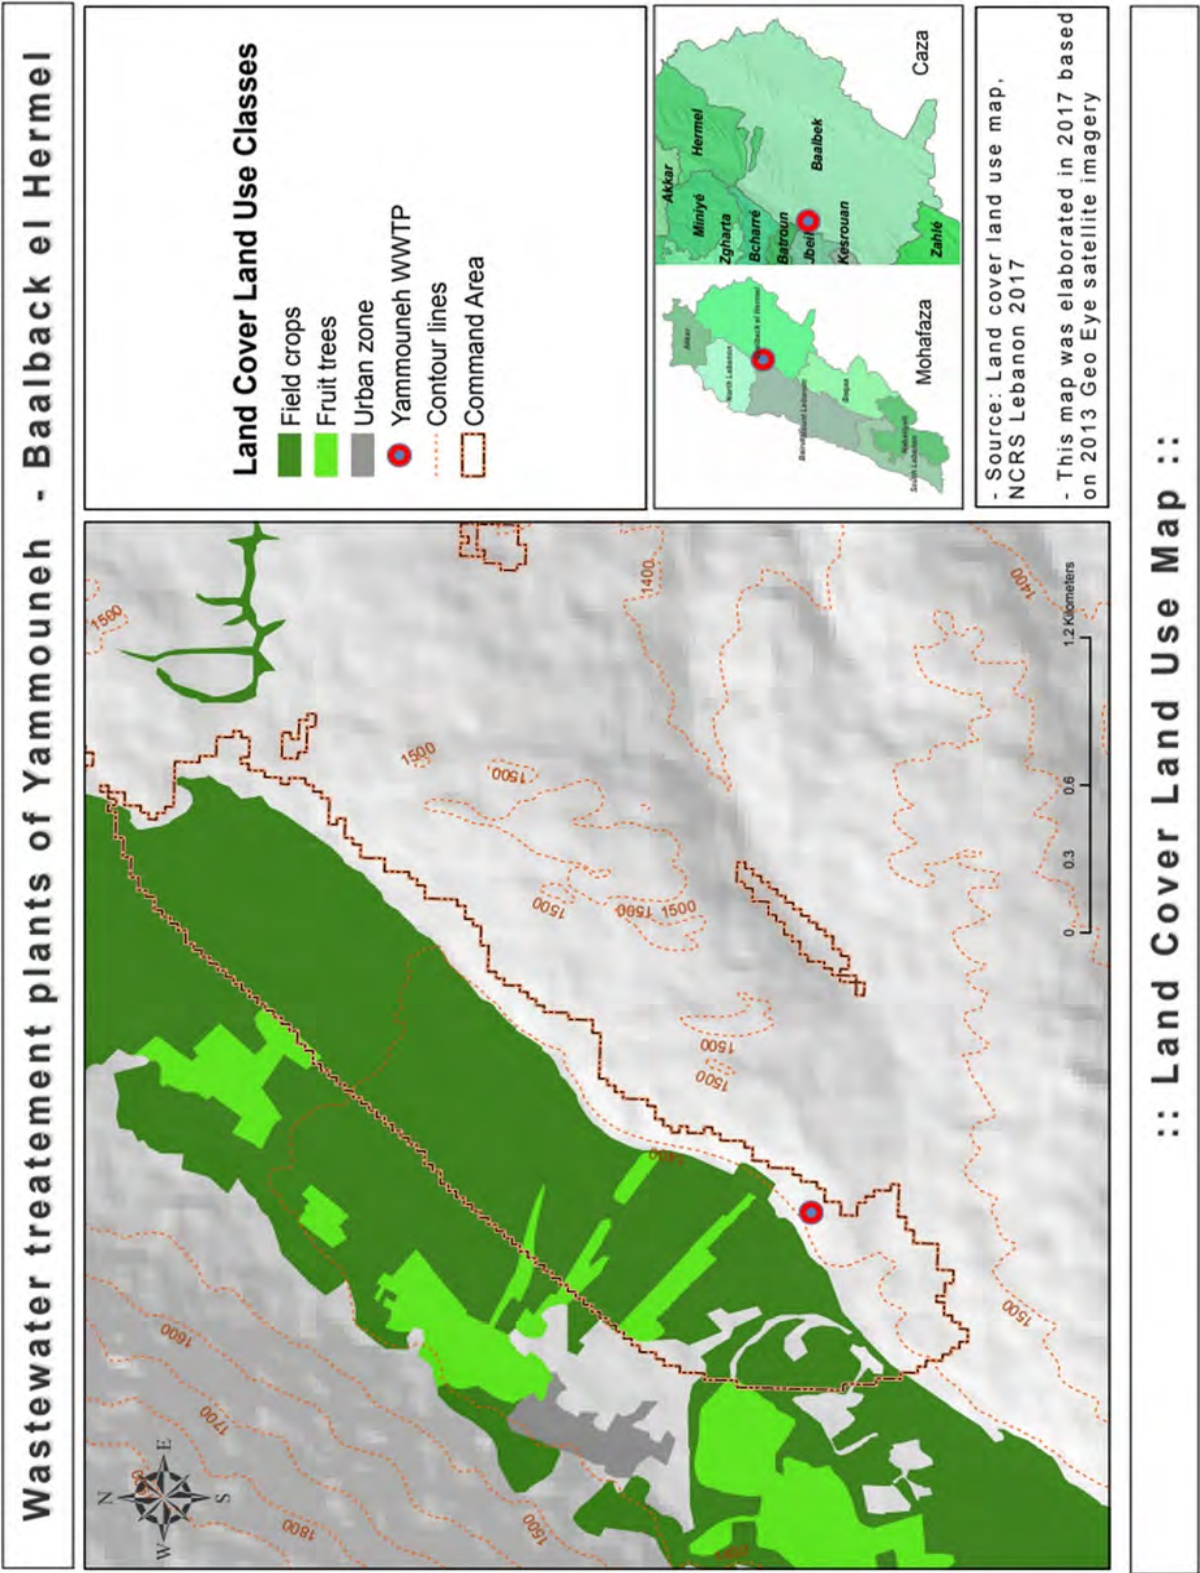 Wastewater treatement plants of Yammouneh - Baalback el Hermel
Land Cover Land Use Classes
Field crops
Fruit trees
Urban zone
Yammouneh WWTP
Contour lines
Command Area
Akkar
North Lebanon
Mohafaza
Akkar
Hermel
Miniyé
Zgharta
Bcharré
Batroun
Jbeil
Kesrouan
Baalbek
Zahlé
Caza
- Source: Land cover land use map,
NCRS Lebanon 2017
- This map was elaborated in 2017 based
on 2013 Geo Eye satellite imagery
N
W
E
S
1800
1700
1600
1500
1500
1500
1500
1500
1500
1500
1500
1500
1500
1400
1400
0 0.3 0.6 1.2 Kilometers
:: Land Cover Land Use Map ::